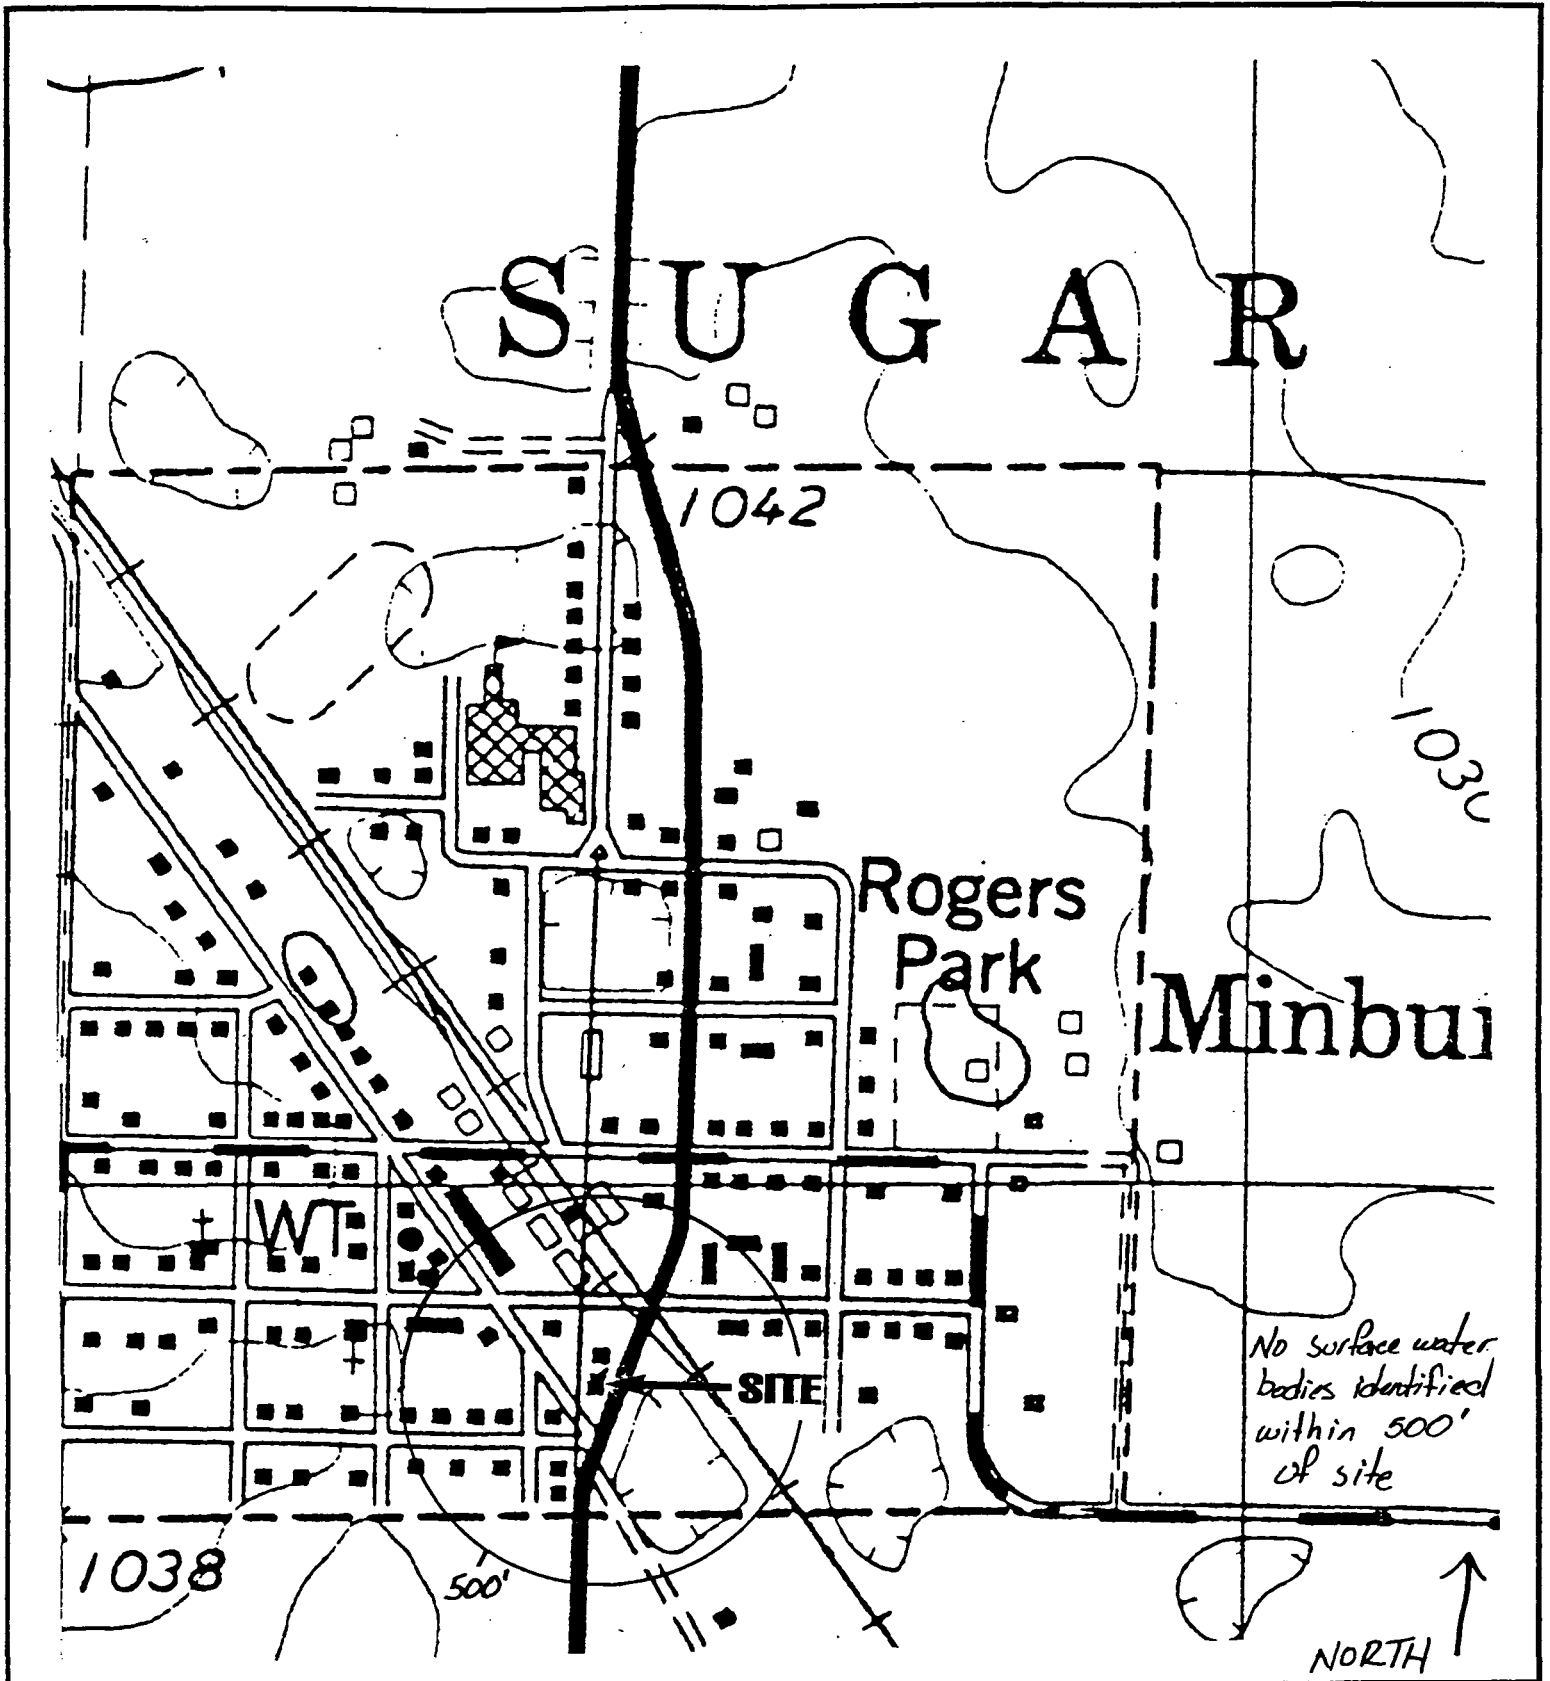 SUGAR
1042
1030
Rogers
Park
Minbur
WT
SITE
No surface water
bodies identified
within 500'
of site
1038
500'
NORTH